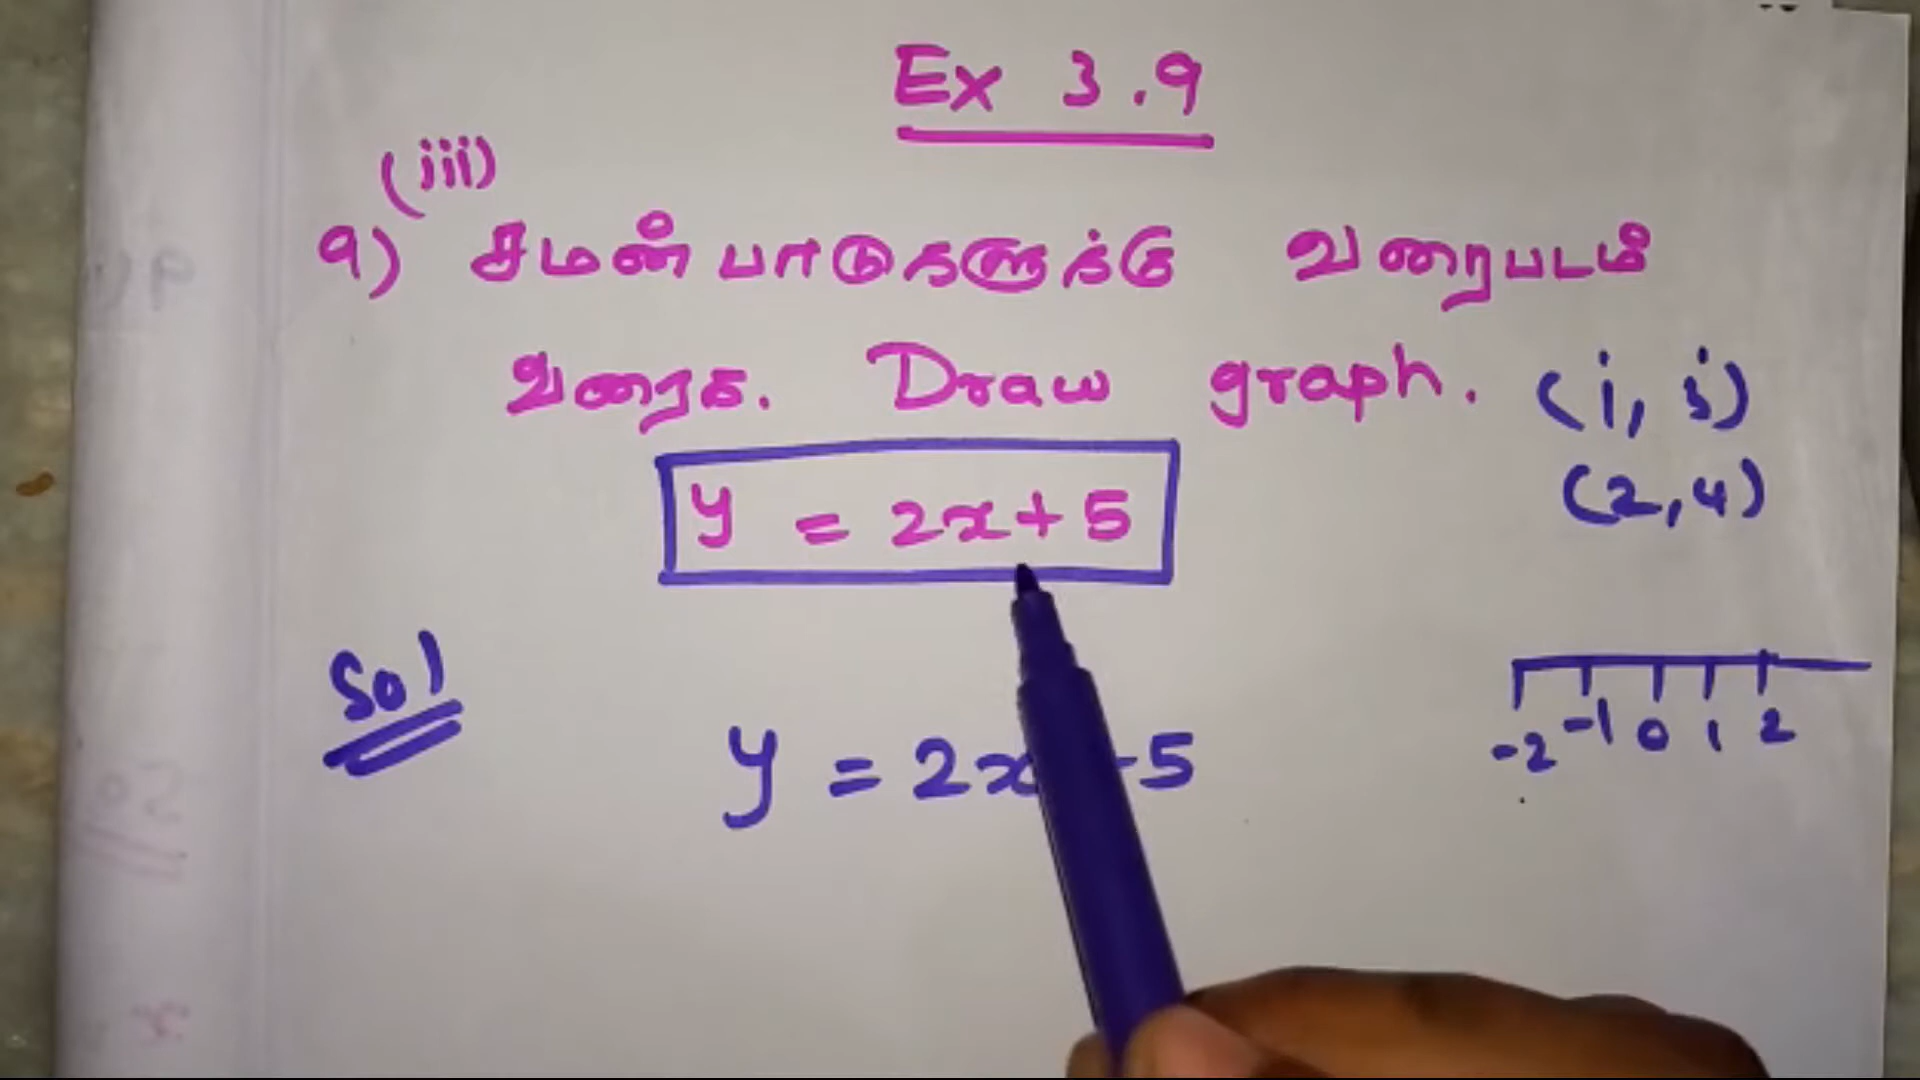 Ex 3.9
(iii)
9) சமன்பாடுகளுக்கு வரைபடம்
வரைக. Draw graph. (i, j)
(2,4)
y = 2x+5
Sol
y = 2x+5
-2 -1 0 1 2